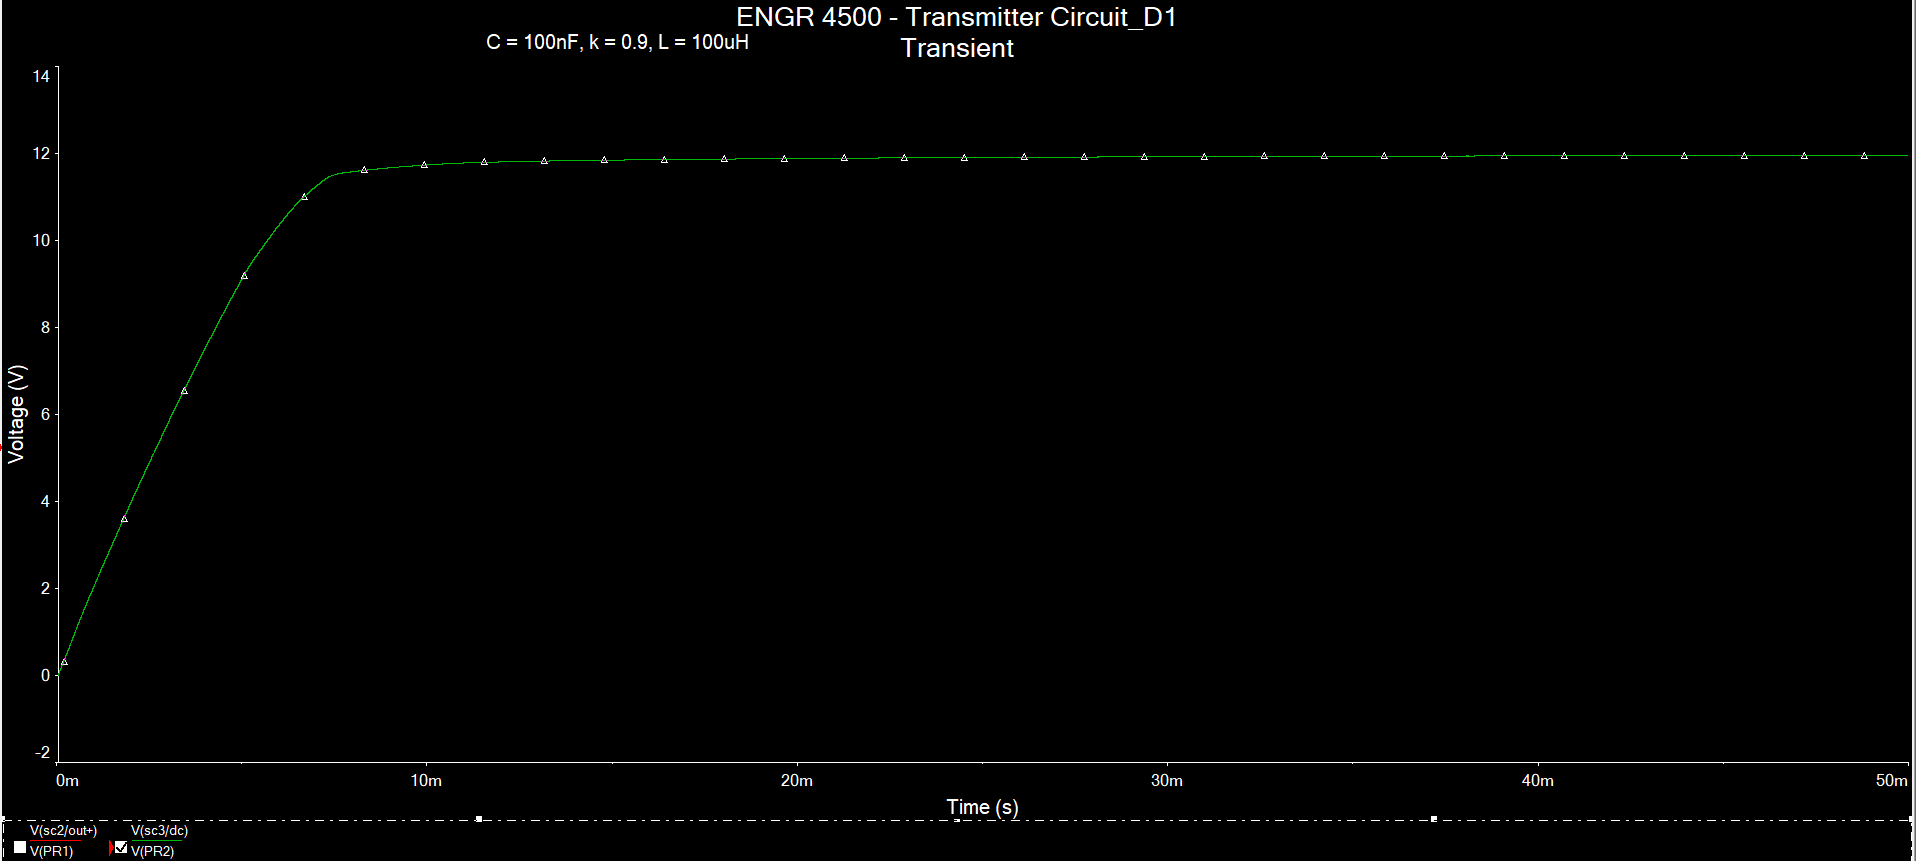 ENGR 4500 - Transmitter Circuit_D1
C = 100nF, k = 0.9, L = 100uH
Transient
14
12
10
8
6
4
2
0
-2
Voltage (V)
0m 10m 20m 30m 40m 50m
Time (s)
V(sc2/out+) V(sc3/dc)
V(PR1) V(PR2)